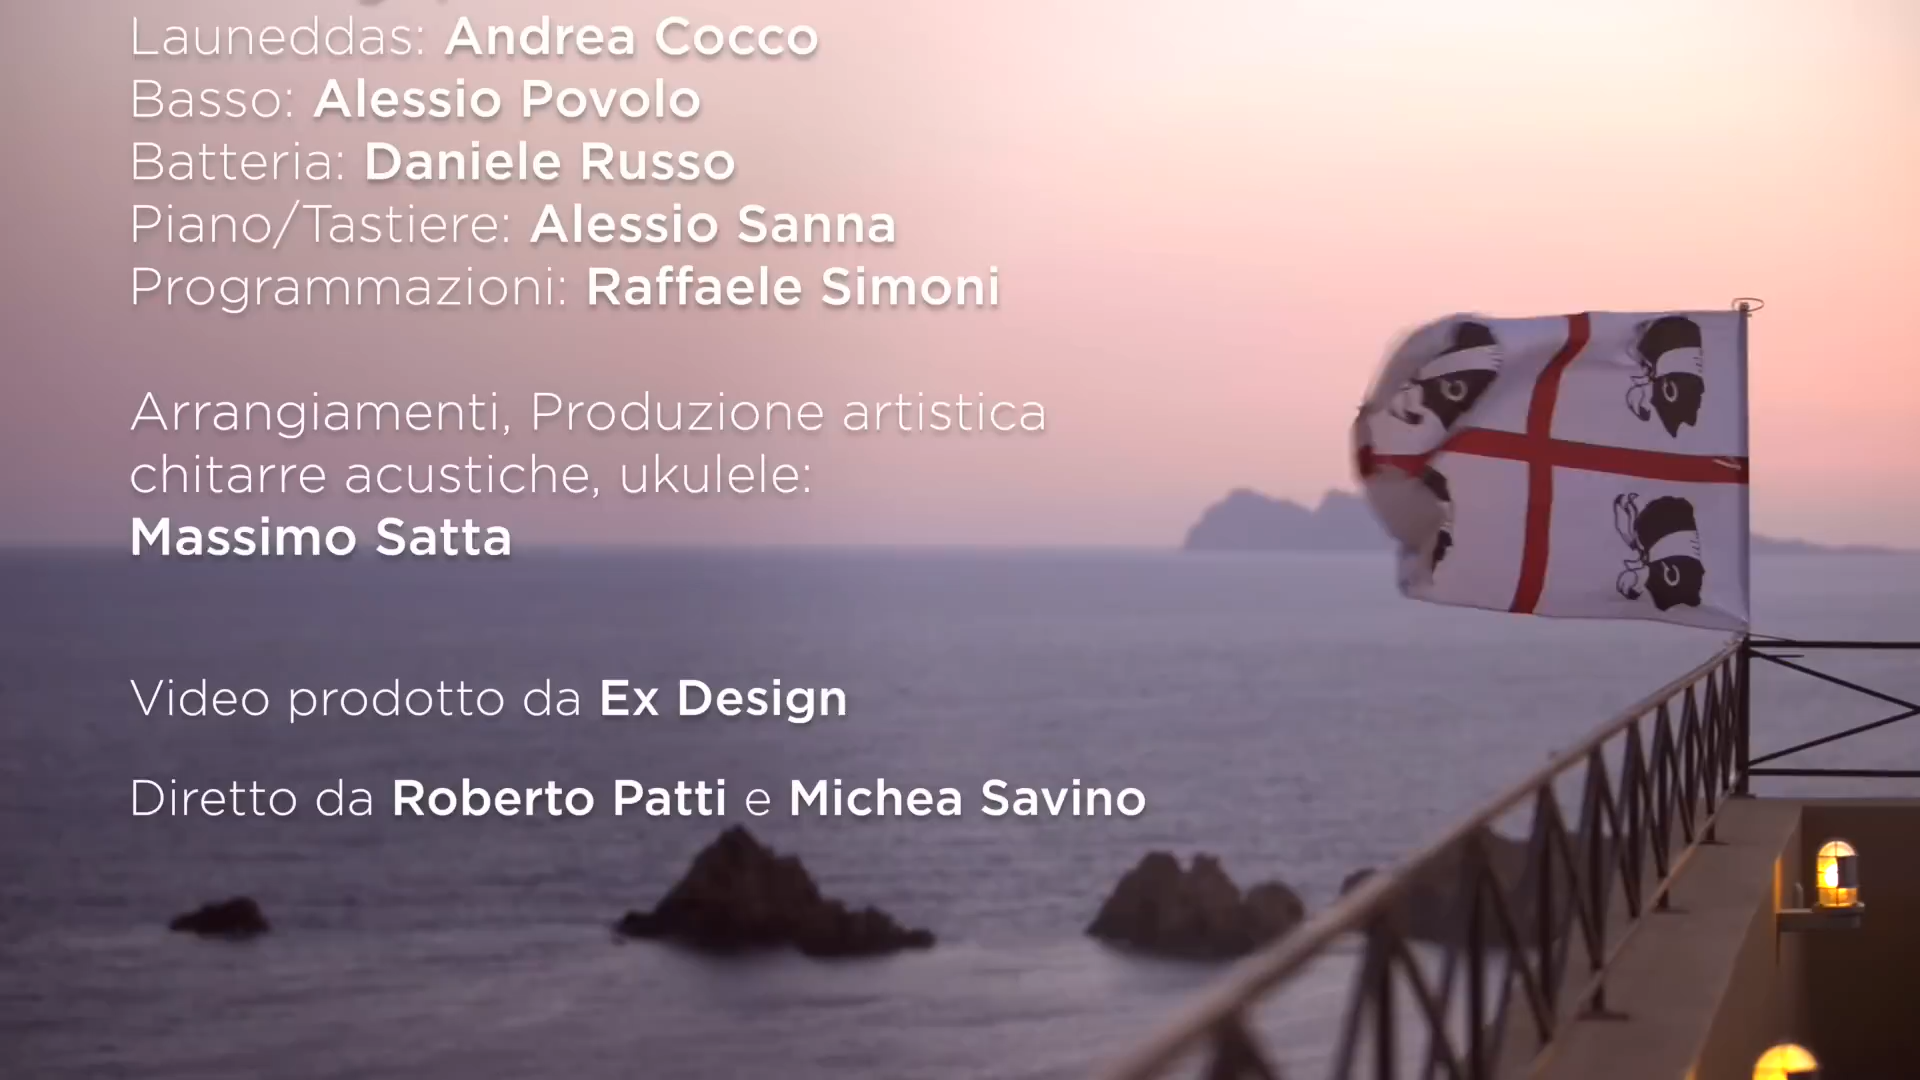 Launeddas: Andrea Cocco
Basso: Alessio Povolo
Batteria: Daniele Russo
Piano/Tastiere: Alessio Sanna
Programmazioni: Raffaele Simoni
Arrangiamenti, Produzione artistica
chitarre acustiche, ukulele:
Massimo Satta
Video prodotto da Ex Design
Diretto da Roberto Patti e Michea Savino